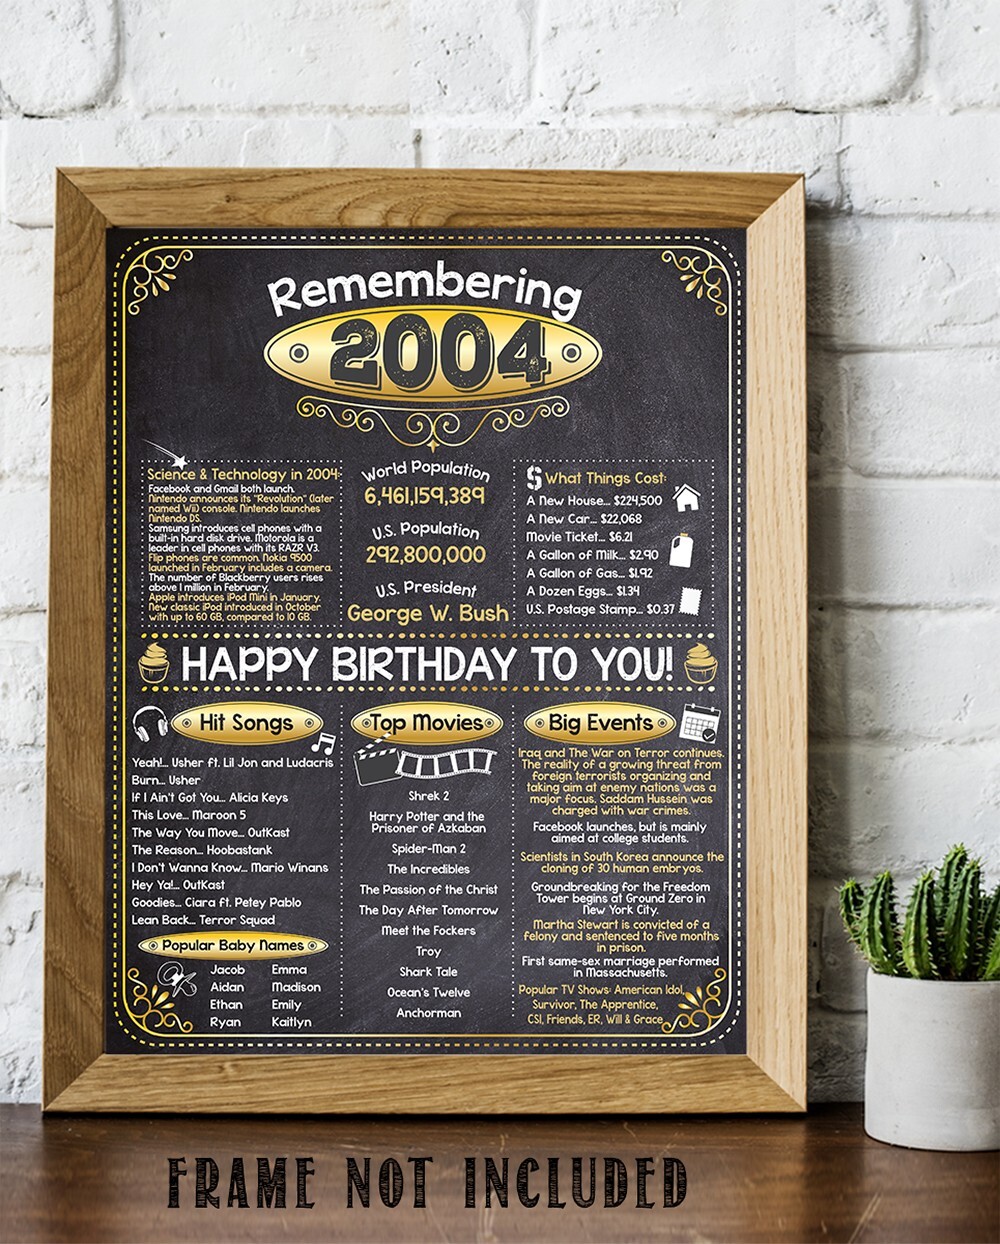 Remembering
2004
Science & Technology in 2004:
Facebook and Gmail both launch.
Nintendo announces its "Revolution" (later
named Wii) console. Nintendo launches
Nintendo DS.
Samsung introduces cell phones with a
built-in hard disk drive. Motorola is a
leader in cell phones with its RAZR V3.
Flip phones are common. Nokia 9500
launched in February includes a camera.
The number of Blackberry users rises
above 1 million in February.
Apple introduces iPod Mini in January.
New classic iPod introduced in October
with up to 60 GB, compared to 10 GB.
World Population
6,461,159,389
U.S. Population
292,800,000
U.S. President
George W. Bush
$ What Things Cost:
A New House... $224,500
A New Car... $22,068
Movie Ticket... $6.21
A Gallon of Milk... $2.90
A Gallon of Gas... $1.92
A Dozen Eggs... $1.34
U.S. Postage Stamp... $0.37
HAPPY BIRTHDAY TO YOU!
Hit Songs
Yeah!... Usher ft. Lil Jon and Ludacris
Burn... Usher
If I Ain't Got You... Alicia Keys
This Love... Maroon 5
The Way You Move... OutKast
The Reason... Hoobastank
I Don't Wanna Know... Mario Winans
Hey Ya!... OutKast
Goodies... Ciara ft. Petey Pablo
Lean Back... Terror Squad
Popular Baby Names
Jacob Emma
Aidan Madison
Ethan Emily
Ryan Kaitlyn
Top Movies
Shrek 2
Harry Potter and the
Prisoner of Azkaban
Spider-Man 2
The Incredibles
The Passion of the Christ
The Day After Tomorrow
Meet the Fockers
Troy
Shark Tale
Ocean's Twelve
Anchorman
Big Events
Iraq and The War on Terror continues.
The reality of a growing threat from
foreign terrorists organizing and
taking aim at enemy nations was a
major focus. Saddam Hussein was
charged with war crimes.
Facebook launches, but is mainly
aimed at college students.
Scientists in South Korea announce the
cloning of 30 human embryos.
Groundbreaking for the Freedom
Tower begins at Ground Zero in
New York City.
Martha Stewart is convicted of a
felony and sentenced to five months
in prison.
First same-sex marriage performed
in Massachusetts.
Popular TV Shows: American Idol,
Survivor, The Apprentice,
CSI, Friends, ER, Will & Grace
FRAME NOT INCLUDED